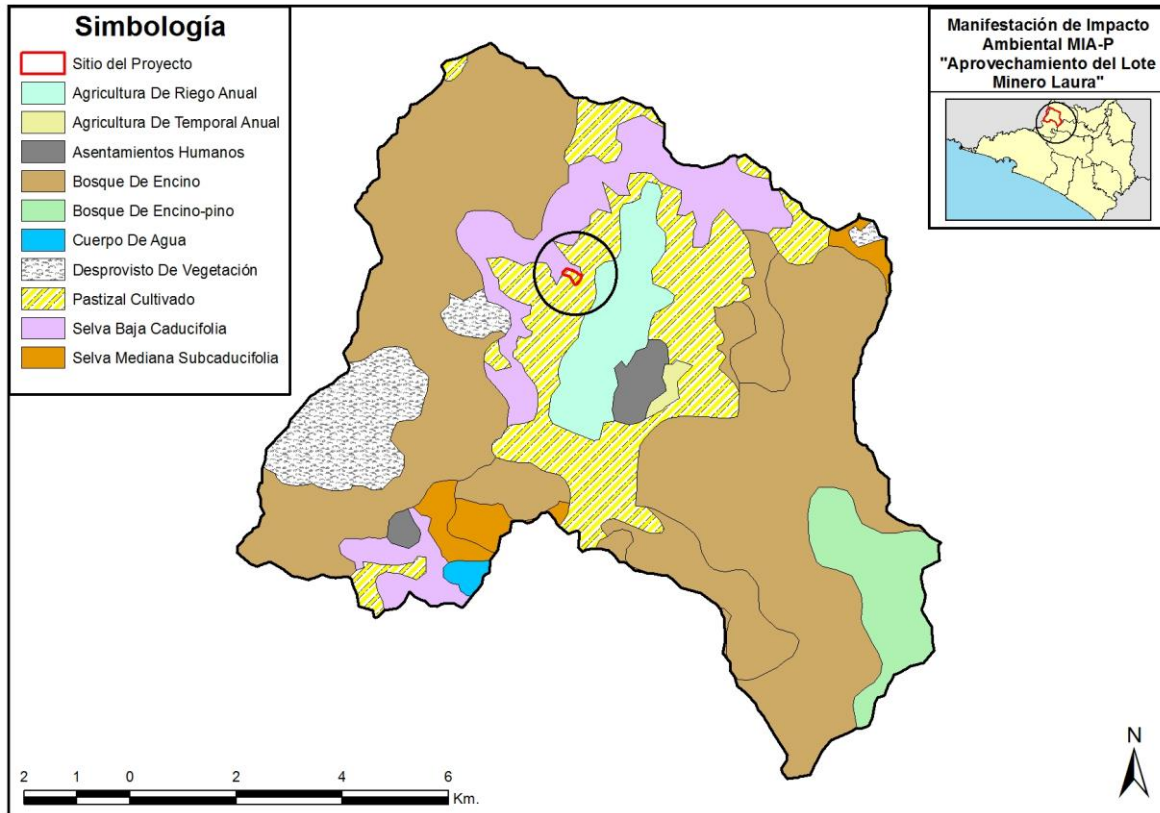 Simbología
Sitio del Proyecto
Agricultura De Riego Anual
Agricultura De Temporal Anual
Asentamientos Humanos
Bosque De Encino
Bosque De Encino-pino
Cuerpo De Agua
Desprovisto De Vegetación
Pastizal Cultivado
Selva Baja Caducifolia
Selva Mediana Subcaducifolia
Manifestación de Impacto
Ambiental MIA-P
"Aprovechamiento del Lote
Minero Laura"
2 1 0 2 4 6
Km.
N